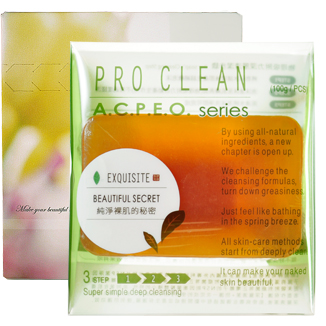 PRO CLEAN
A.C.P.E.O. series
100g / PCS
By using all-natural
ingredients, a new
chapter is open up.
We challenge the
cleansing formulas,
turn down greasiness.
Just feel like bathing
in the spring breeze.
All skin-care methods
start from deeply clean
It can make your naked
skin beautiful.
EXQUISITE
BEAUTIFUL SECRET
純淨裸肌的秘密
Make your beautiful
3 STEP 1 2 3
Super simple deep cleansing.